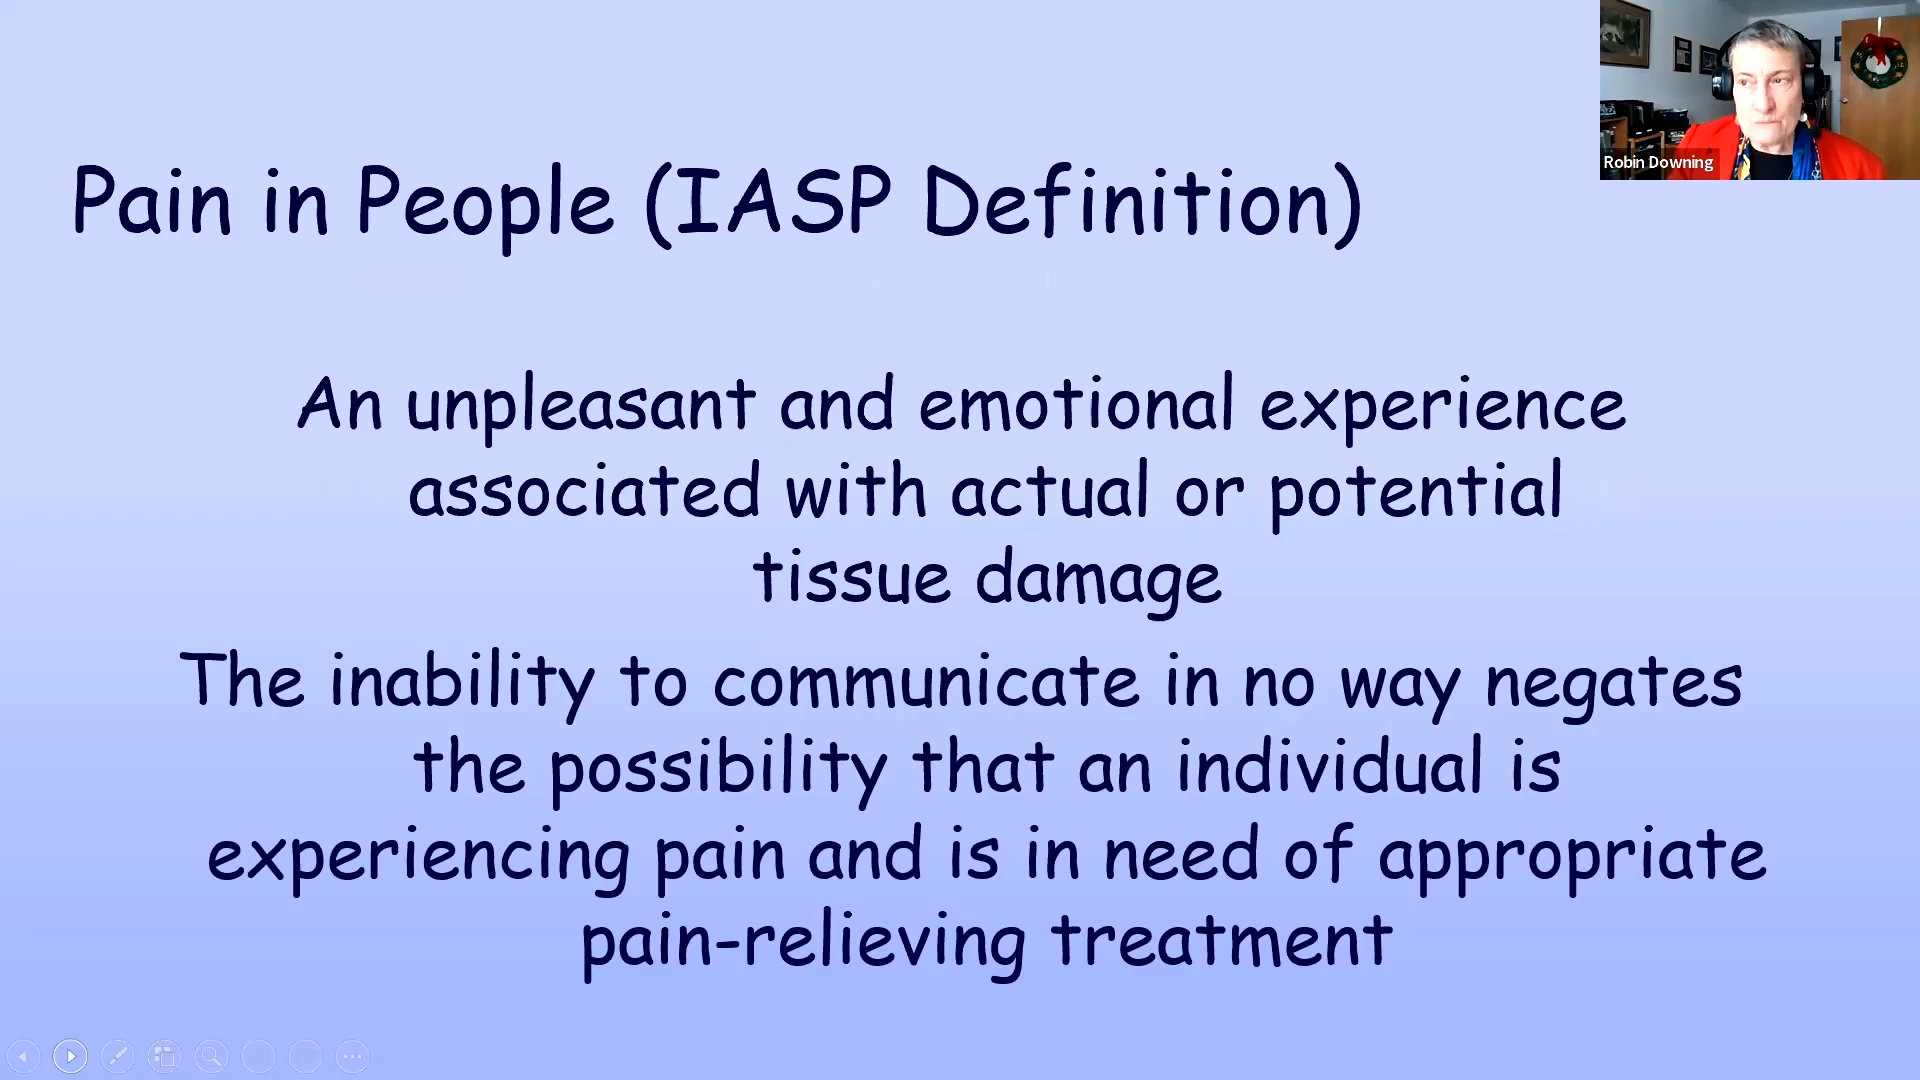 Robin Downing
Pain in People (IASP Definition)
An unpleasant and emotional experience
associated with actual or potential
tissue damage
The inability to communicate in no way negates
the possibility that an individual is
experiencing pain and is in need of appropriate
pain-relieving treatment